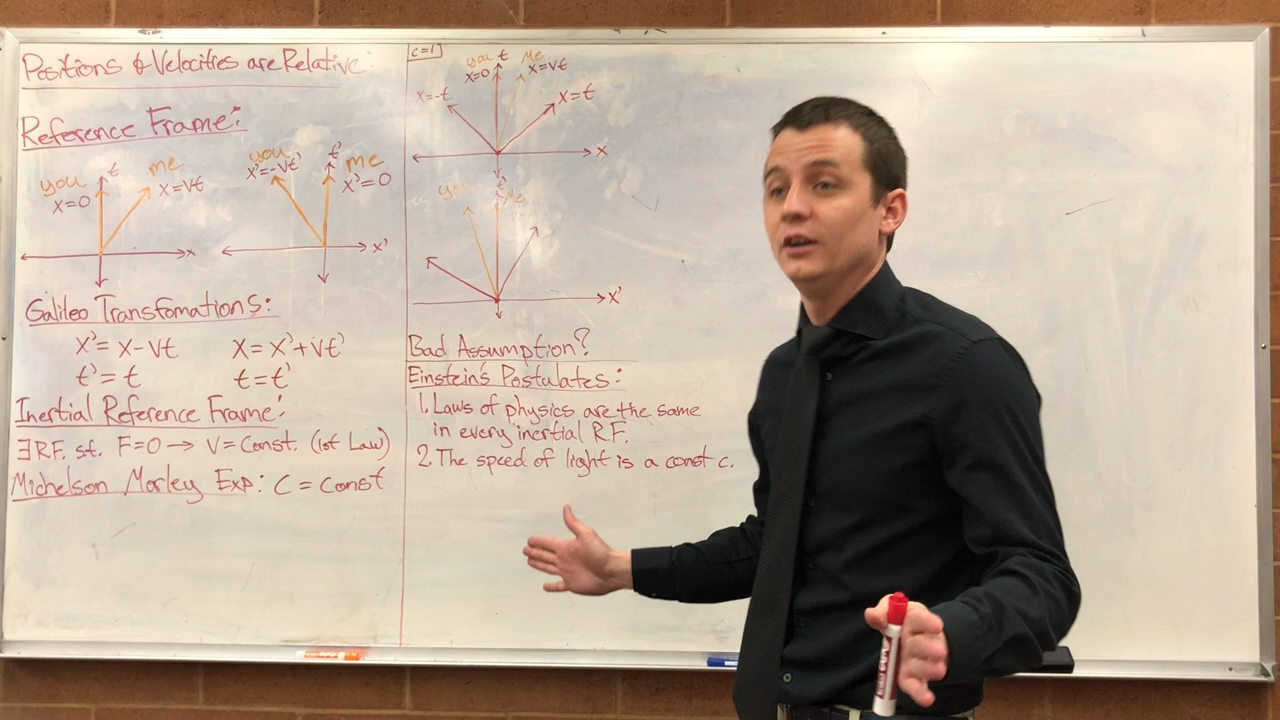 Positions & Velocities are Relative:
Reference Frame:
you
x=0
t
me
x=vt
x
you
x'=-vt'
t'
me
x'=0
x'
Galileo Transfomations:
x'=x-vt
x=x'+vt'
t'=t
t=t'
Inertial Reference Frame:
∃R.F. st. F=0 → V=Const. (1st Law)
Michelson Morley Exp: C = Const
c=1
you
x=0
t
Me
x=vt
x=-t
x=t
x
you
t'
Me
x'
Bad Assumption?
Einstein's Postulates:
1. Laws of physics are the same
in every inertial R.F.
2. The speed of light is a const c.